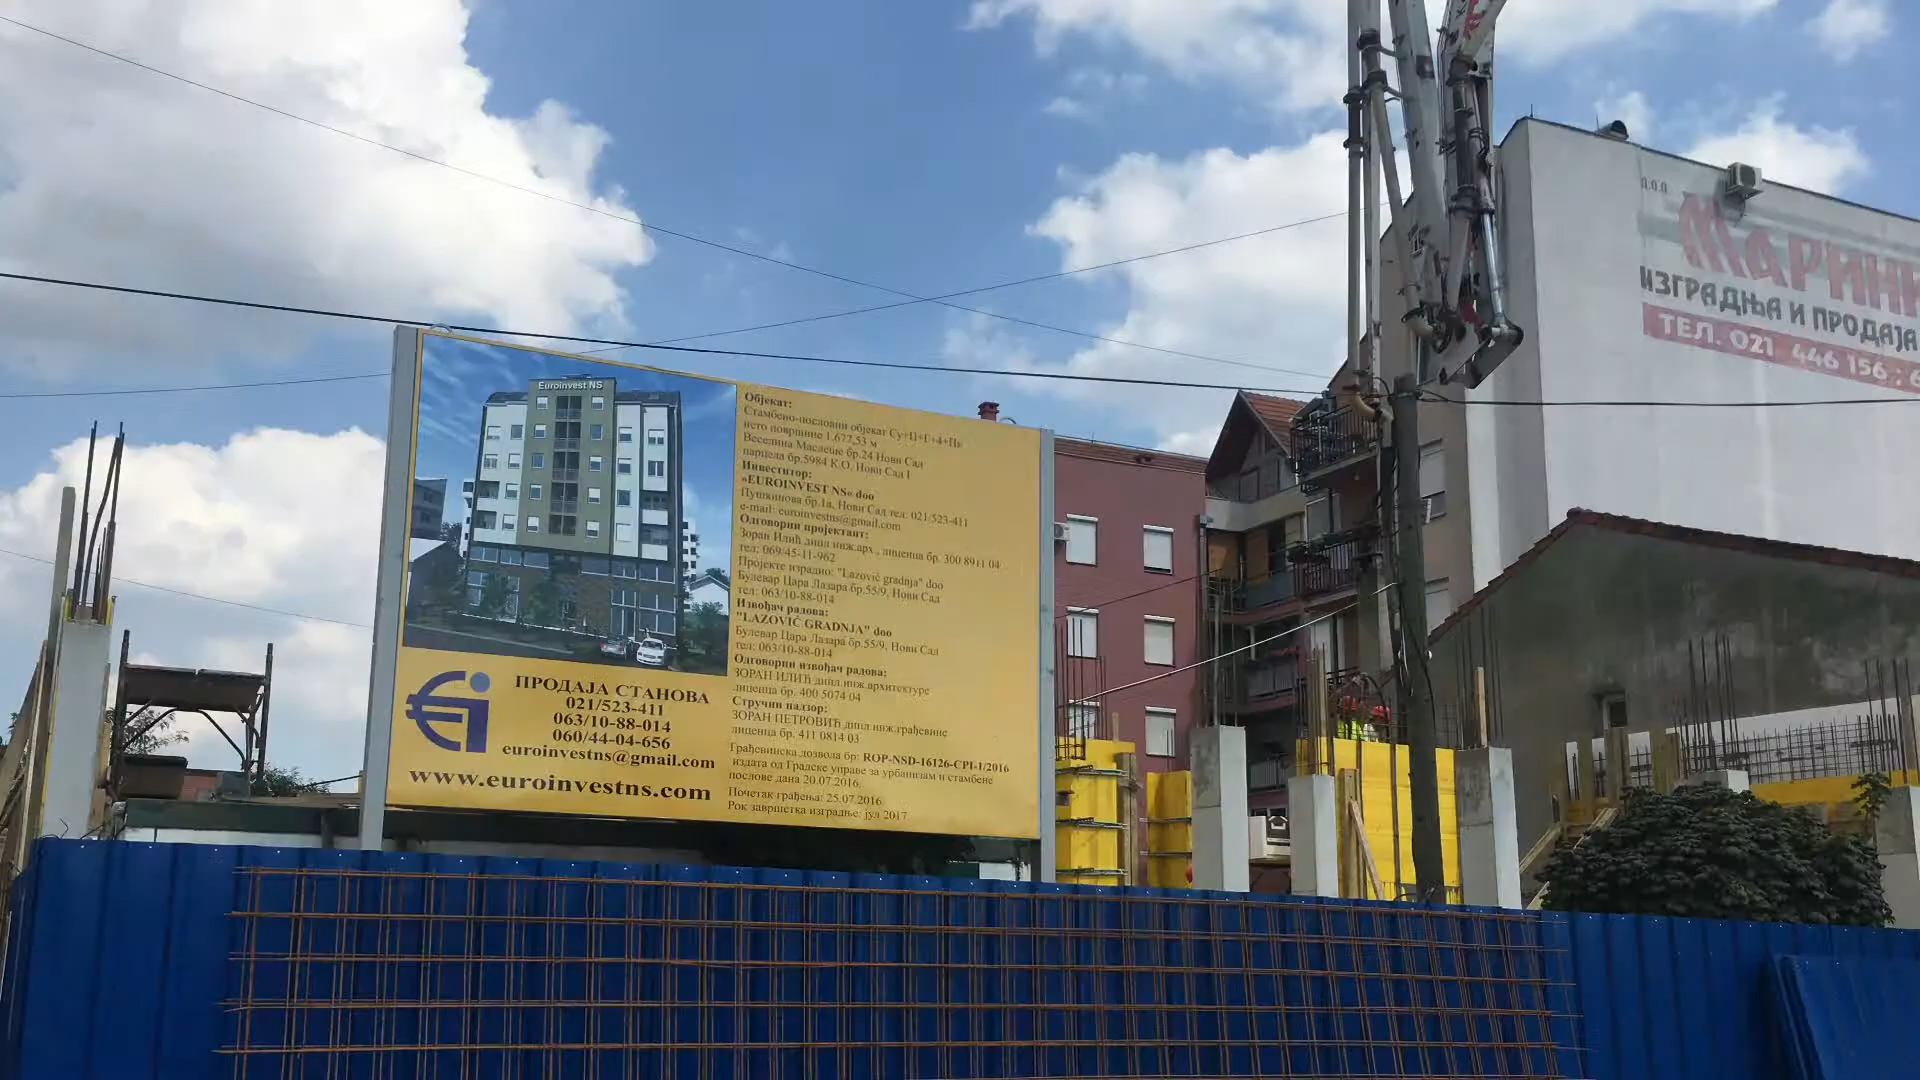 Euroinvest NS
ПРОДАЈА СТАНОВА
021/523-411
063/10-88-014
060/44-04-656
euroinvestns@gmail.com
www.euroinvestns.com
Објекат:
Стамбено-пословни објекат Су+П+Г+4+Пк
нето површине 1.677,53 м
Веселина Маслеше бр.24 Нови Сад
парцела бр.5984 К.О. Нови Сад I
Инвеститор:
»EUROINVEST NS« doo
Пушкинова бр.1а, Нови Сад тел: 021/523-411
e-mail: euroinvestns@gmail.com
Одговорни пројектант:
Зоран Илић дипл инж.арх., лиценца бр. 300 8911 04
тел: 069/45-11-962
Пројекте израдио: "Lazović gradnja" doo
Булевар Цара Лазара бр.55/9, Нови Сад
тел: 063/10-88-014
Извођач радова:
"LAZOVIĆ GRADNJA" doo
Булевар Цара Лазара бр.55/9, Нови Сад
тел: 063/10-88-014
Одговорни извођач радова:
ЗОРАН ИЛИЋ дипл инж архитектуре
лиценца бр. 400 5074 04
Стручни надзор:
ЗОРАН ПЕТРОВИЋ дипл инж.грађевине
лиценца бр. 411 0814 03
Грађевинска дозвола бр: ROP-NSD-16126-CPI-1/2016
издата од Градске управе за урбанизам и стамбене
послове дана 20.07.2016.
Почетак грађења: 25.07.2016.
Рок завршетка изградње: јул 2017.
Д.О.О.
МАРИНК
ИЗГРАДЊА И ПРОДАЈА
ТЕЛ. 021 446 156 ; 6